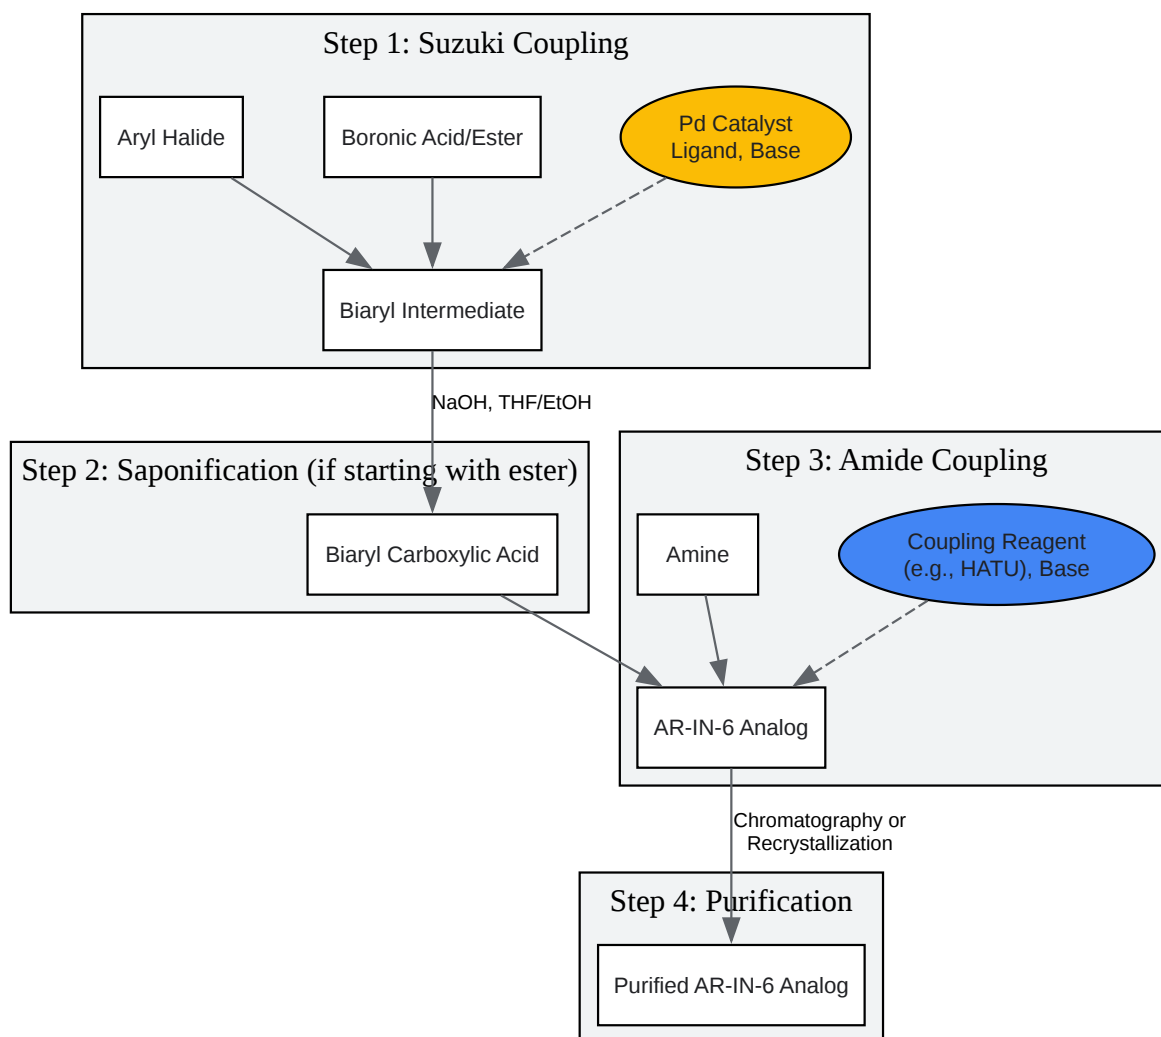 Step 1: Suzuki Coupling
Aryl Halide
Boronic Acid/Ester
Pd Catalyst
Ligand, Base
Biaryl Intermediate
NaOH, THF/EtOH
Step 2: Saponification (if starting with ester)
Biaryl Carboxylic Acid
Step 3: Amide Coupling
Amine
Coupling Reagent
(e.g., HATU), Base
AR-IN-6 Analog
Chromatography or
Recrystallization
Step 4: Purification
Purified AR-IN-6 Analog